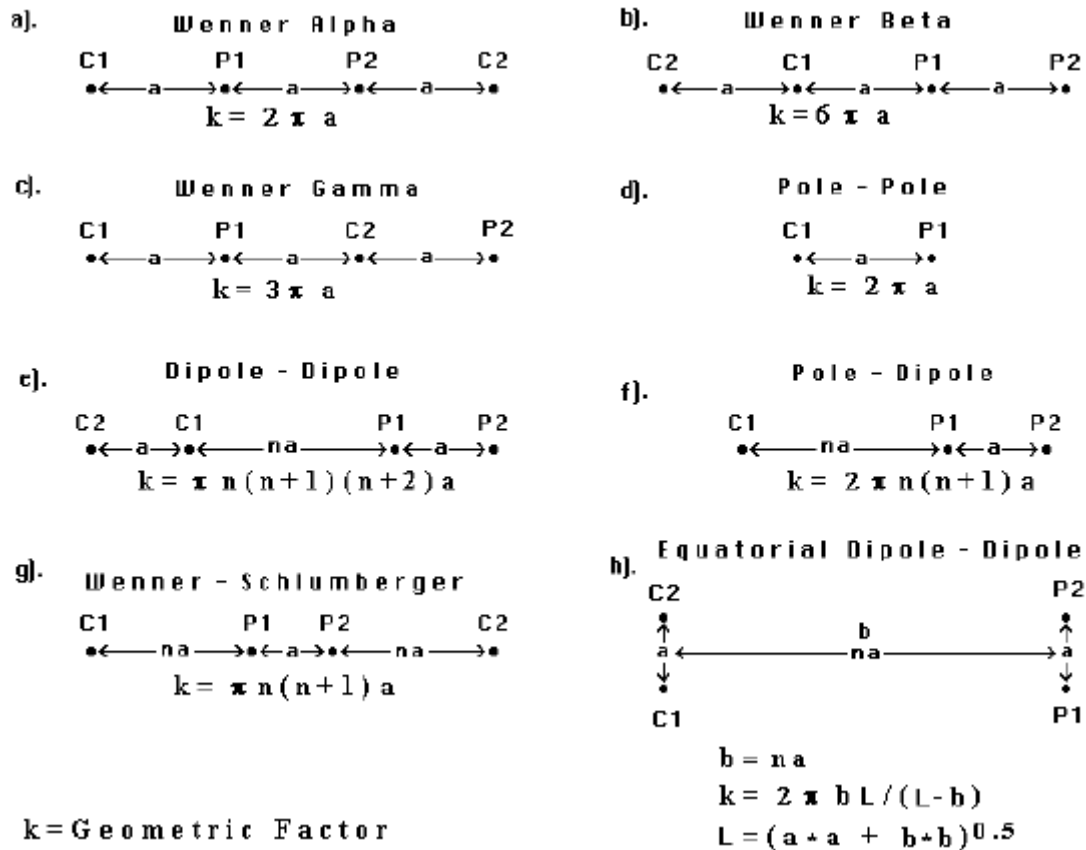 a). Wenner Alpha
C1 P1 P2 C2
a a a
k = 2 π a
b). Wenner Beta
C2 C1 P1 P2
a a a
k = 6 π a
c). Wenner Gamma
C1 P1 C2 P2
a a a
k = 3 π a
d). Pole - Pole
C1 P1
a
k = 2 π a
e). Dipole - Dipole
C2 C1 P1 P2
a na a
k = π n(n+1)(n+2)a
f). Pole - Dipole
C1 P1 P2
na a
k = 2 π n(n+1)a
g). Wenner - Schlumberger
C1 P1 P2 C2
na a na
k = π n(n+1)a
h). Equatorial Dipole - Dipole
C2 P2
b
a na a
C1 P1
b = na
k = 2 π bL/(L-b)
L = (a*a + b*b)^0.5
k=Geometric Factor